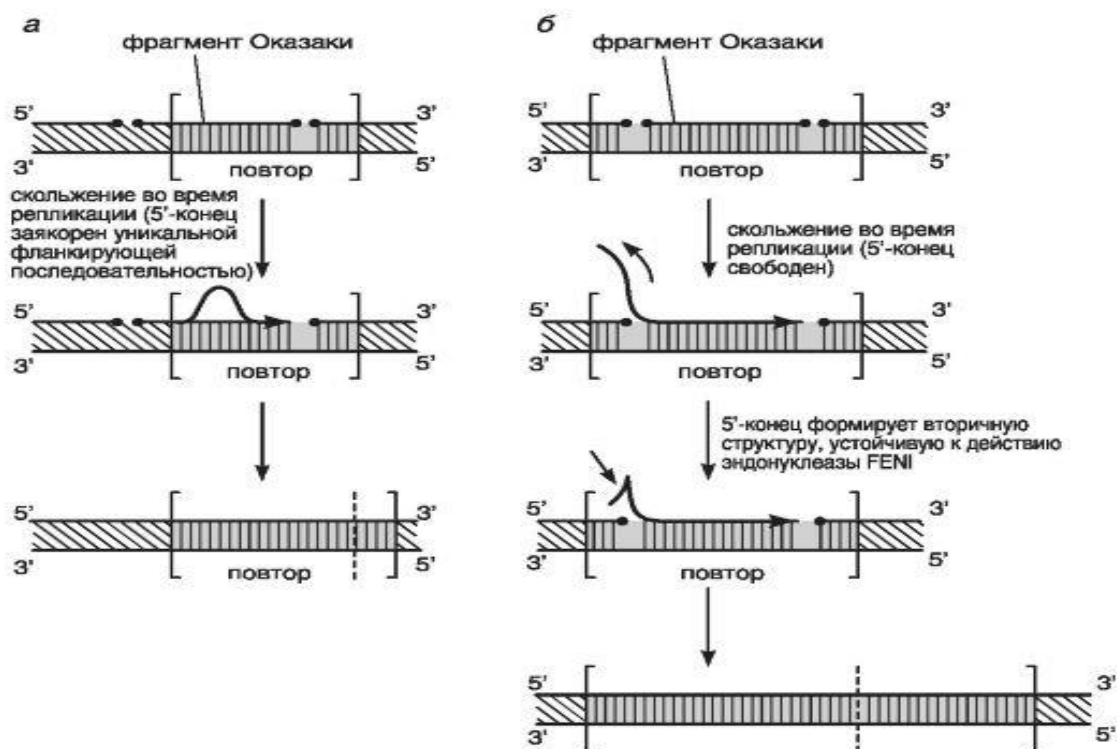 а
фрагмент Оказаки
5'
3'
3'
5'
повтор
скольжение во время
репликации (5'-конец
заякорен уникальной
фланкирующей
последовательностью)
5'
3'
3'
5'
повтор
5'
3'
3'
5'
повтор
б
фрагмент Оказаки
5'
3'
3'
5'
повтор
скольжение во время
репликации (5'-конец
свободен)
5'
3'
3'
5'
повтор
5'-конец формирует вторичную
структуру, устойчивую к действию
эндонуклеазы FENI
5'
3'
3'
5'
повтор
5'
3'
3'
5'